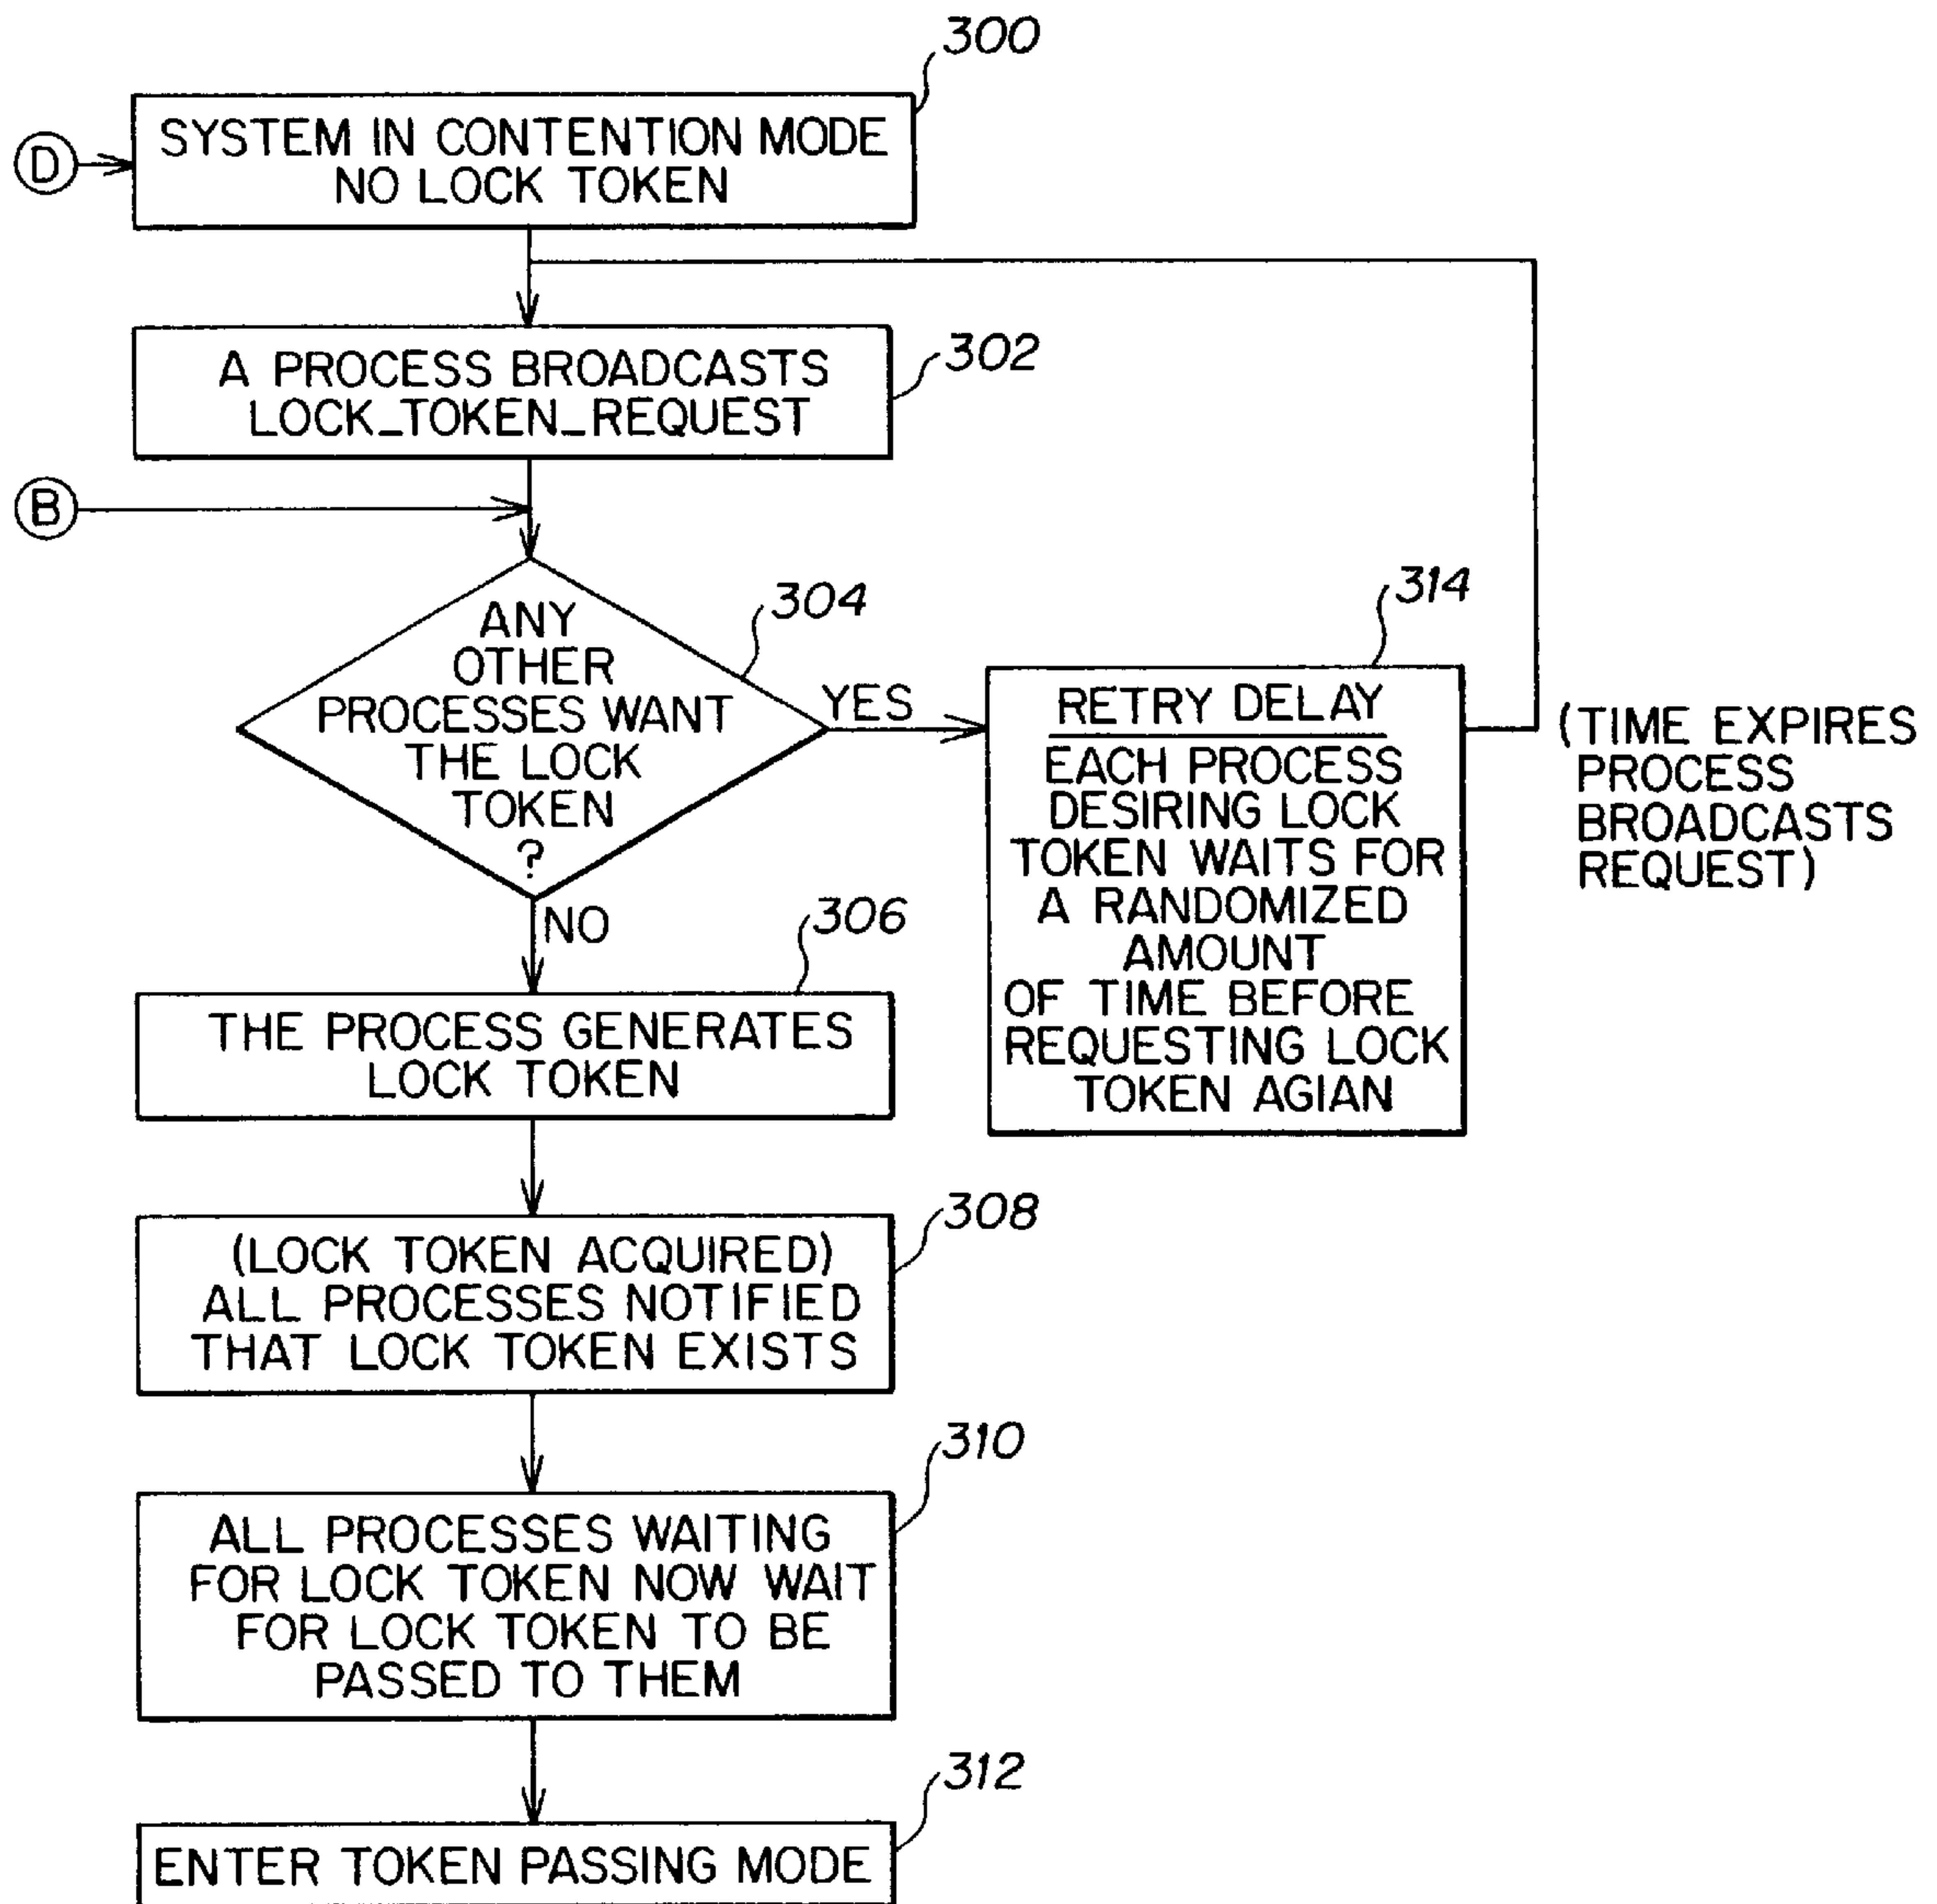 300
D
SYSTEM IN CONTENTION MODE
NO LOCK TOKEN
302
A PROCESS BROADCASTS
LOCK_TOKEN_REQUEST
B
304
ANY
OTHER
PROCESSES WANT
THE LOCK
TOKEN
?
YES
NO
314
RETRY DELAY
EACH PROCESS
DESIRING LOCK
TOKEN WAITS FOR
A RANDOMIZED
AMOUNT
OF TIME BEFORE
REQUESTING LOCK
TOKEN AGIAN
(TIME EXPIRES
PROCESS
BROADCASTS
REQUEST)
306
THE PROCESS GENERATES
LOCK TOKEN
308
(LOCK TOKEN ACQUIRED)
ALL PROCESSES NOTIFIED
THAT LOCK TOKEN EXISTS
310
ALL PROCESSES WAITING
FOR LOCK TOKEN NOW WAIT
FOR LOCK TOKEN TO BE
PASSED TO THEM
312
ENTER TOKEN PASSING MODE